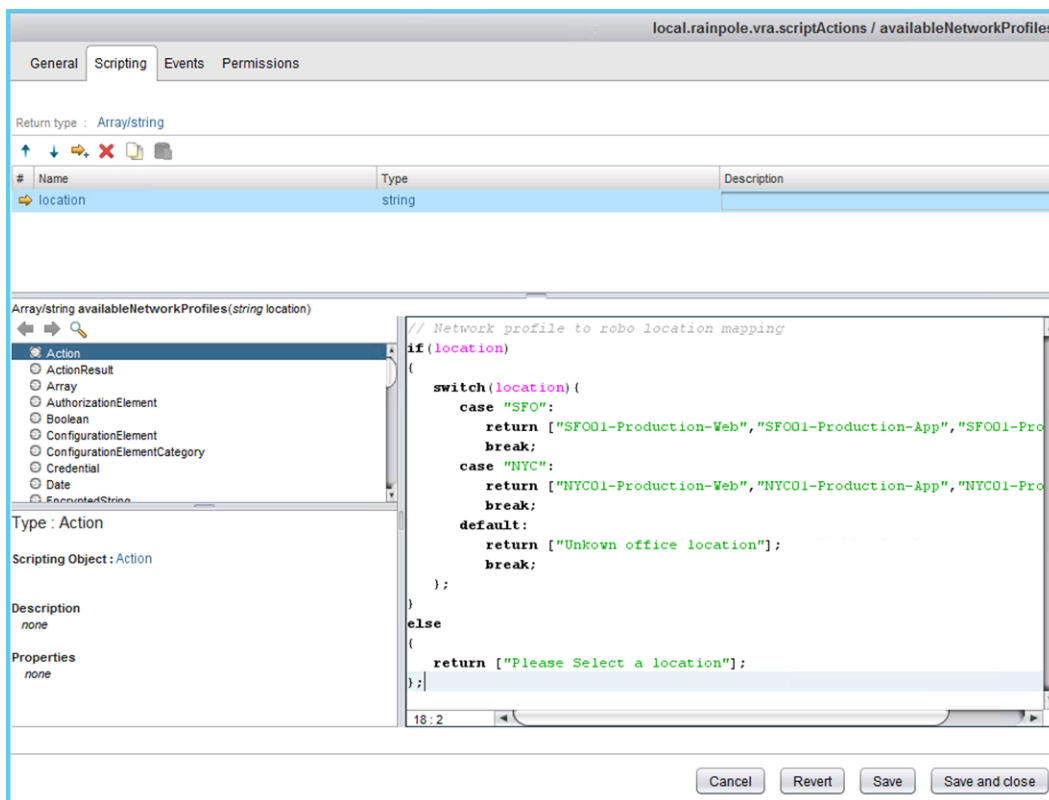 local.rainpole.vra.scriptActions / availableNetworkProfiles
General Scripting Events Permissions
Return type : Array/string
# Name Type Description
location string
Array/string availableNetworkProfiles(string location)
Action
ActionResult
Array
AuthorizationElement
Boolean
ConfigurationElement
ConfigurationElementCategory
Credential
Date
EncryptedString
Type : Action
Scripting Object : Action
Description
none
Properties
none
// Network profile to robo location mapping
if(location)
{
switch(location){
case "SFO":
return ["SFO01-Production-Web","SFO01-Production-App","SFO01-Pro
break;
case "NYC":
return ["NYC01-Production-Web","NYC01-Production-App","NYC01-Pro
break;
default:
return ["Unkown office location"];
break;
};
}
else
{
return ["Please Select a location"];
};
18 : 2
Cancel Revert Save Save and close